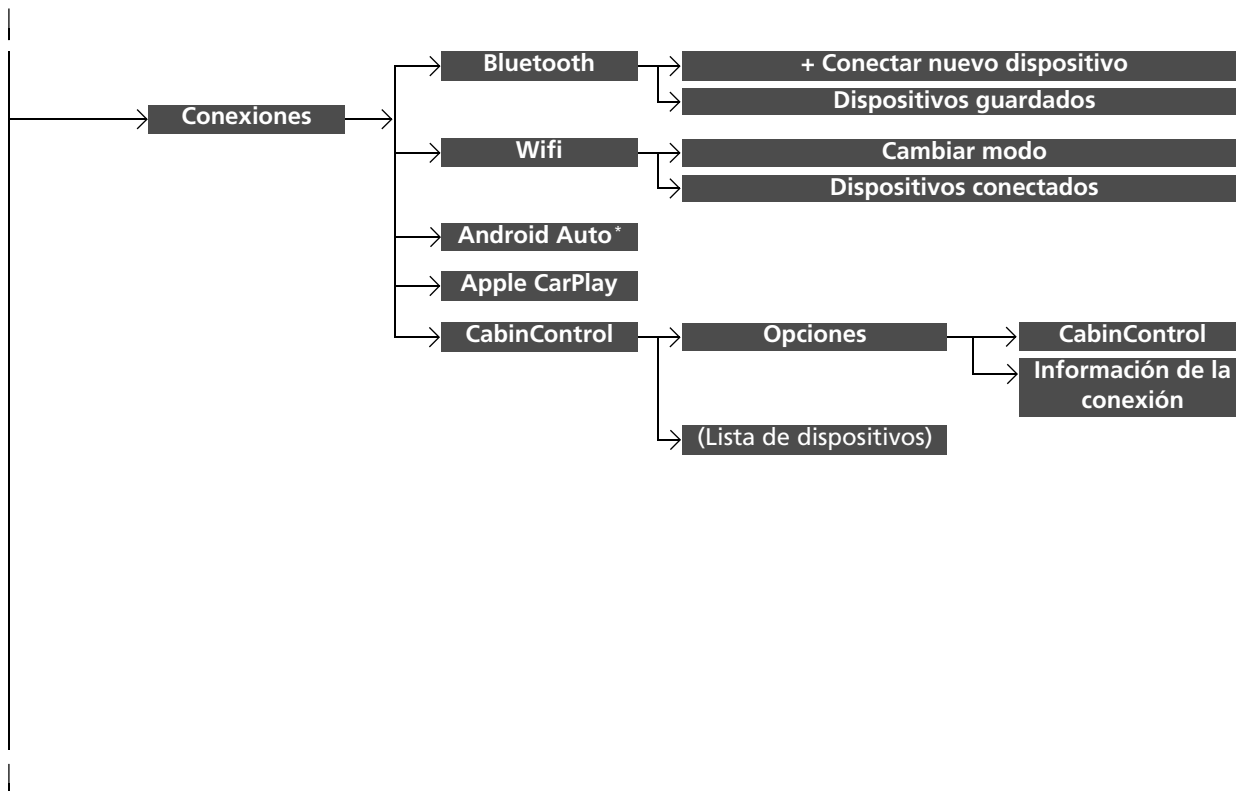 Bluetooth
+ Conectar nuevo dispositivo
Dispositivos guardados
Conexiones
Wifi
Cambiar modo
Dispositivos conectados
Android Auto*
Apple CarPlay
CabinControl
Opciones
CabinControl
Información de la
conexión
(Lista de dispositivos)